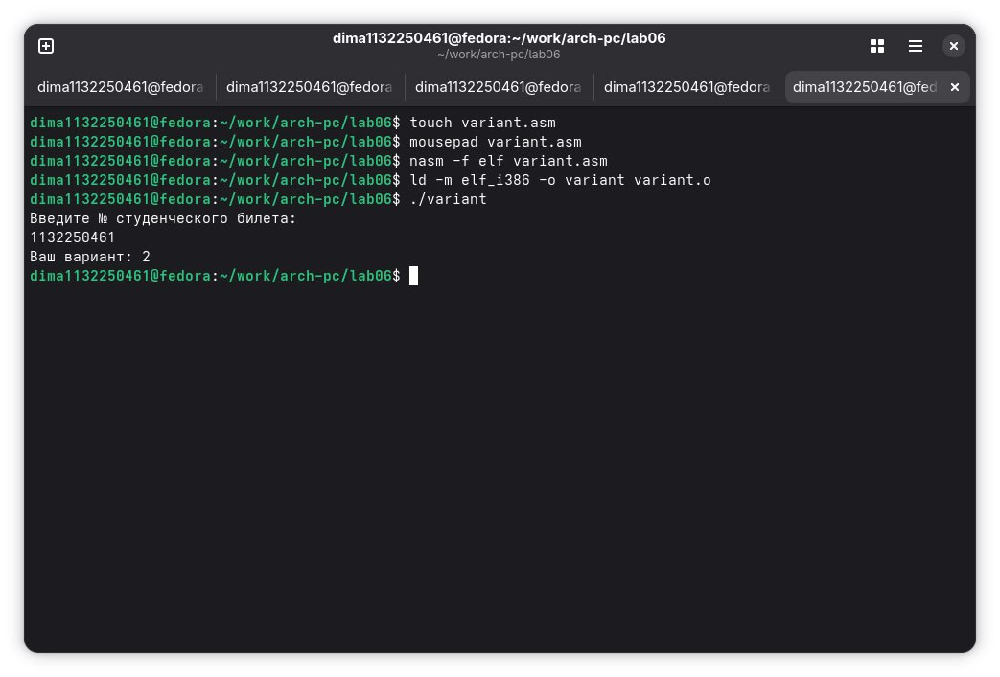 dima1132250461@fedora:~/work/arch-pc/lab06
~/work/arch-pc/lab06
dima1132250461@fedora dima1132250461@fedora dima1132250461@fedora dima1132250461@fedora dima1132250461@fed
dima1132250461@fedora:~/work/arch-pc/lab06$ touch variant.asm
dima1132250461@fedora:~/work/arch-pc/lab06$ mousepad variant.asm
dima1132250461@fedora:~/work/arch-pc/lab06$ nasm -f elf variant.asm
dima1132250461@fedora:~/work/arch-pc/lab06$ ld -m elf_i386 -o variant variant.o
dima1132250461@fedora:~/work/arch-pc/lab06$ ./variant
Введите № студенческого билета:
1132250461
Ваш вариант: 2
dima1132250461@fedora:~/work/arch-pc/lab06$